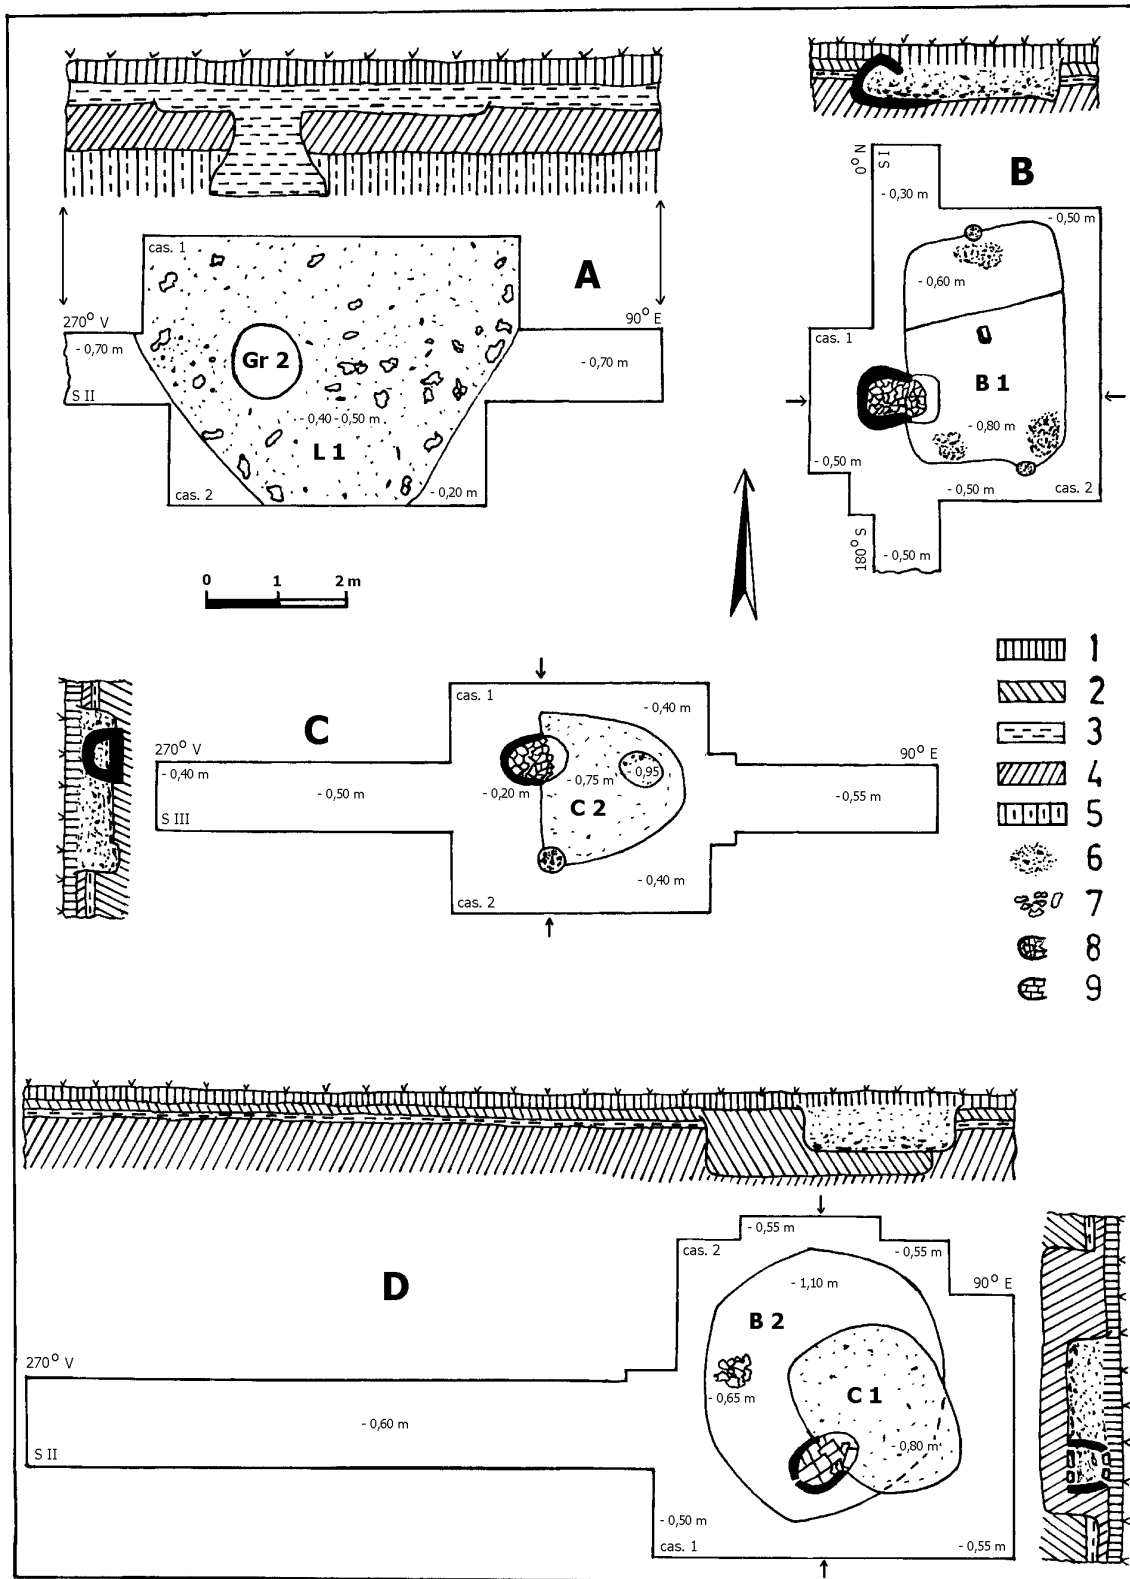 A
cas. 1
270° V
90° E
- 0,70 m
Gr 2
- 0,70 m
S II
- 0,40 - 0,50 m
L 1
cas. 2
- 0,20 m
B
0° N
S I
- 0,30 m
- 0,50 m
- 0,60 m
cas. 1
B 1
- 0,80 m
- 0,50 m
- 0,50 m
cas. 2
180° S
- 0,50 m
0 1 2 m
C
cas. 1
- 0,40 m
270° V
90° E
- 0,40 m
- 0,75 m
- 0,95
- 0,50 m
- 0,20 m
- 0,55 m
C 2
S III
- 0,40 m
cas. 2
1
2
3
4
5
6
7
8
9
D
- 0,55 m
cas. 2
- 0,55 m
- 1,10 m
90° E
B 2
270° V
- 0,65 m
C 1
- 0,60 m
- 0,80 m
S II
- 0,50 m
cas. 1
- 0,55 m